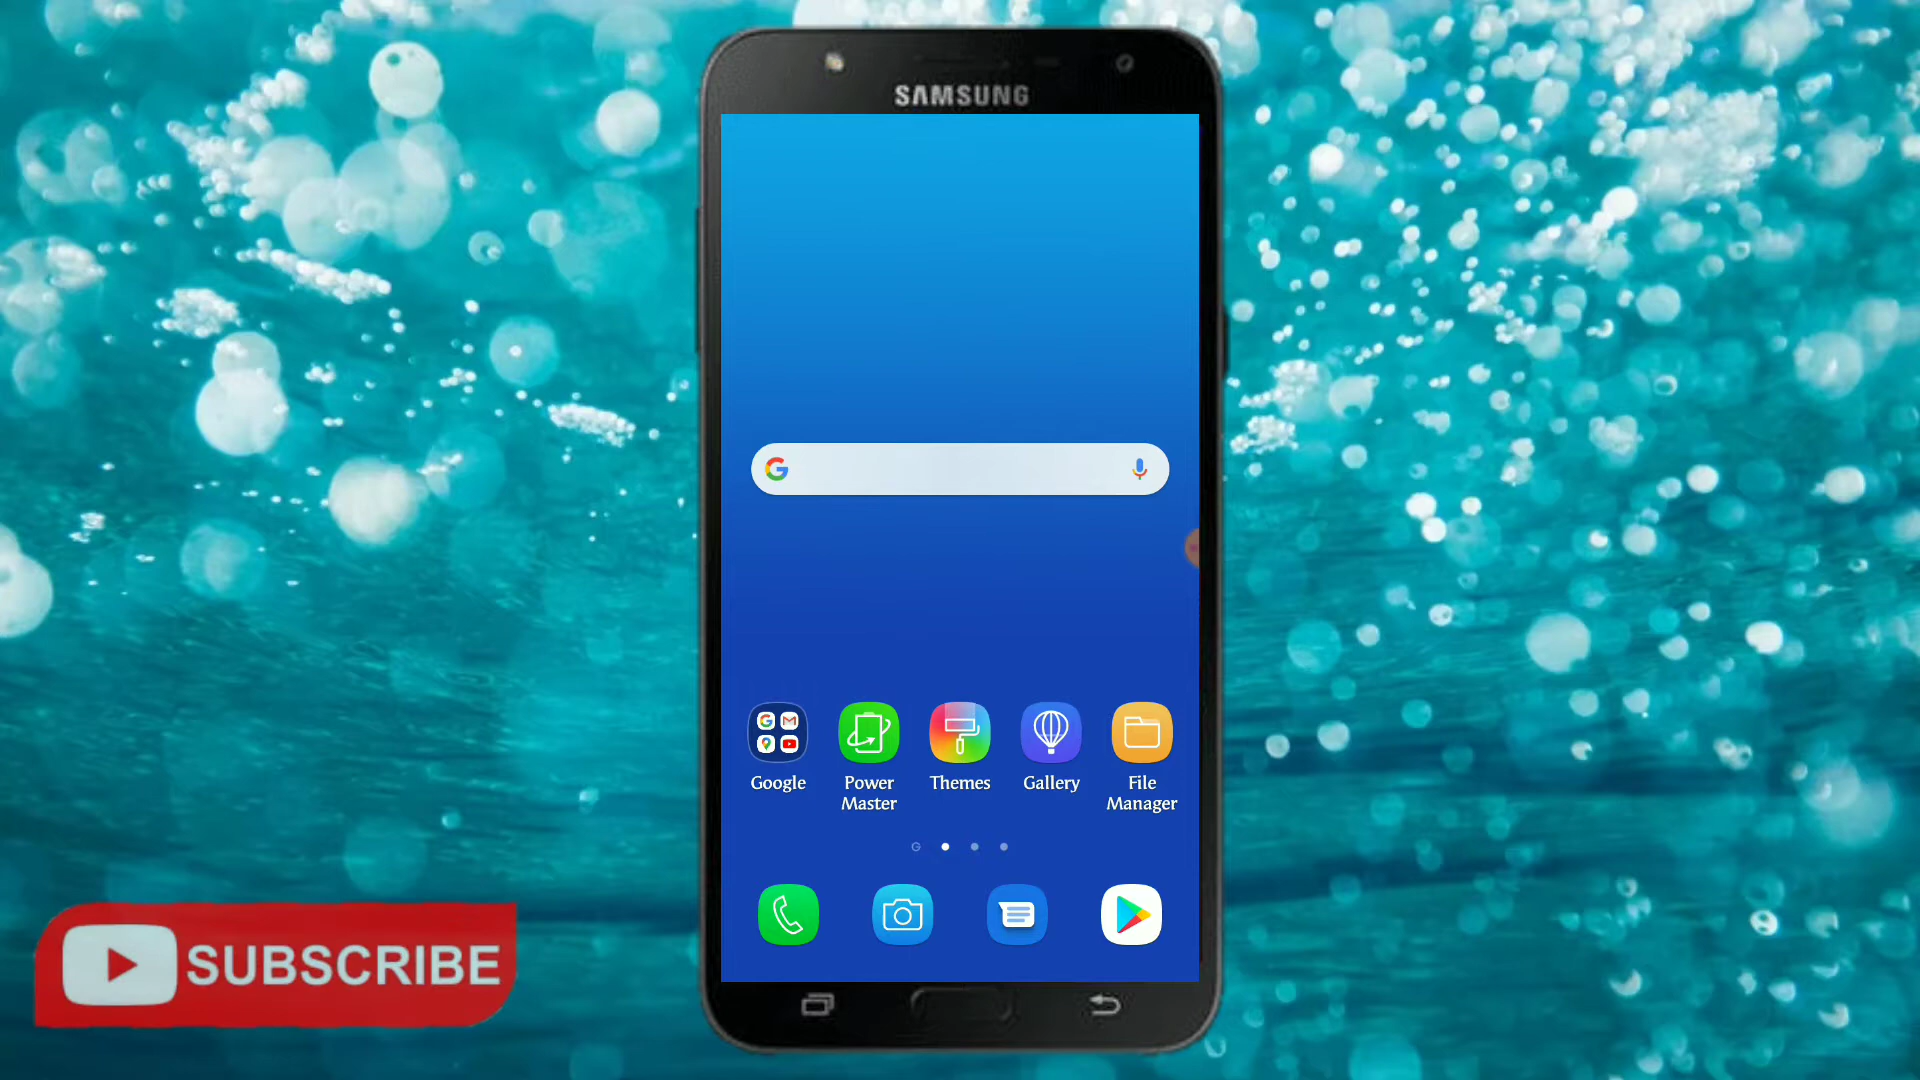 SAMSUNG
Google
Power
Master
Themes
Gallery
File
Manager
SUBSCRIBE